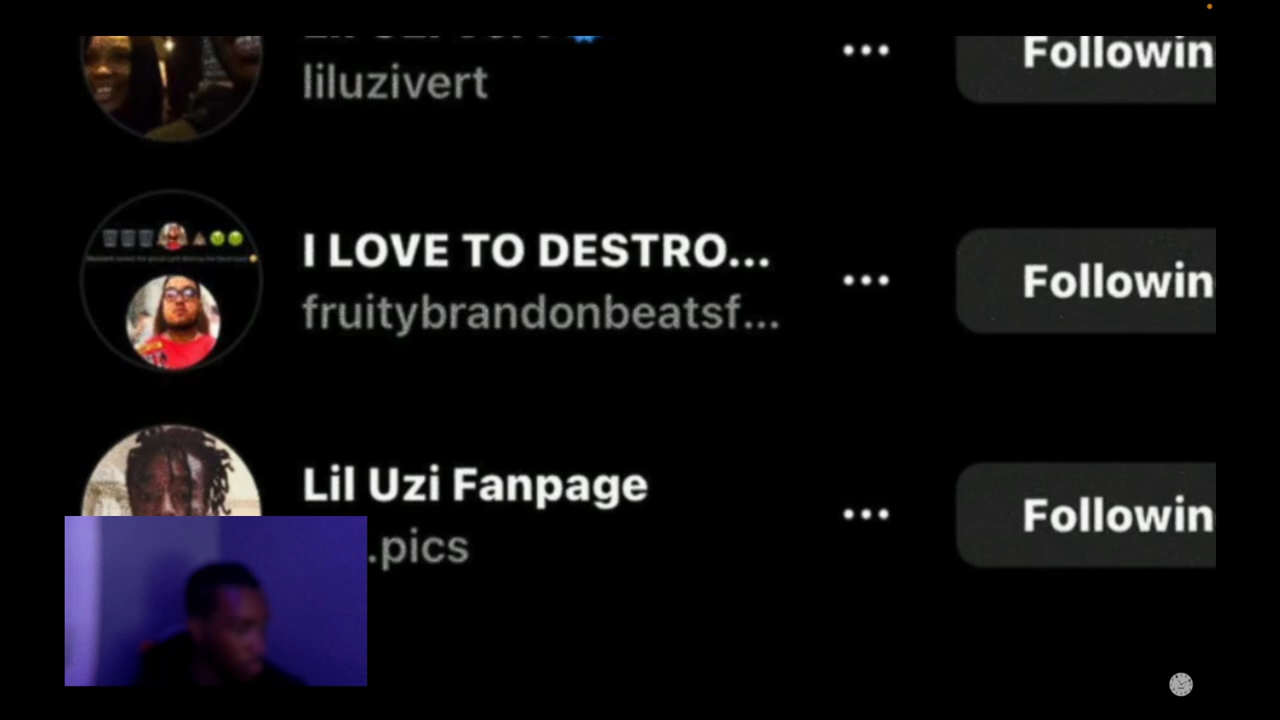 liluzivert
Followin
I LOVE TO DESTRO...
fruitybrandonbeatsf...
Followin
Lil Uzi Fanpage
.pics
Followin